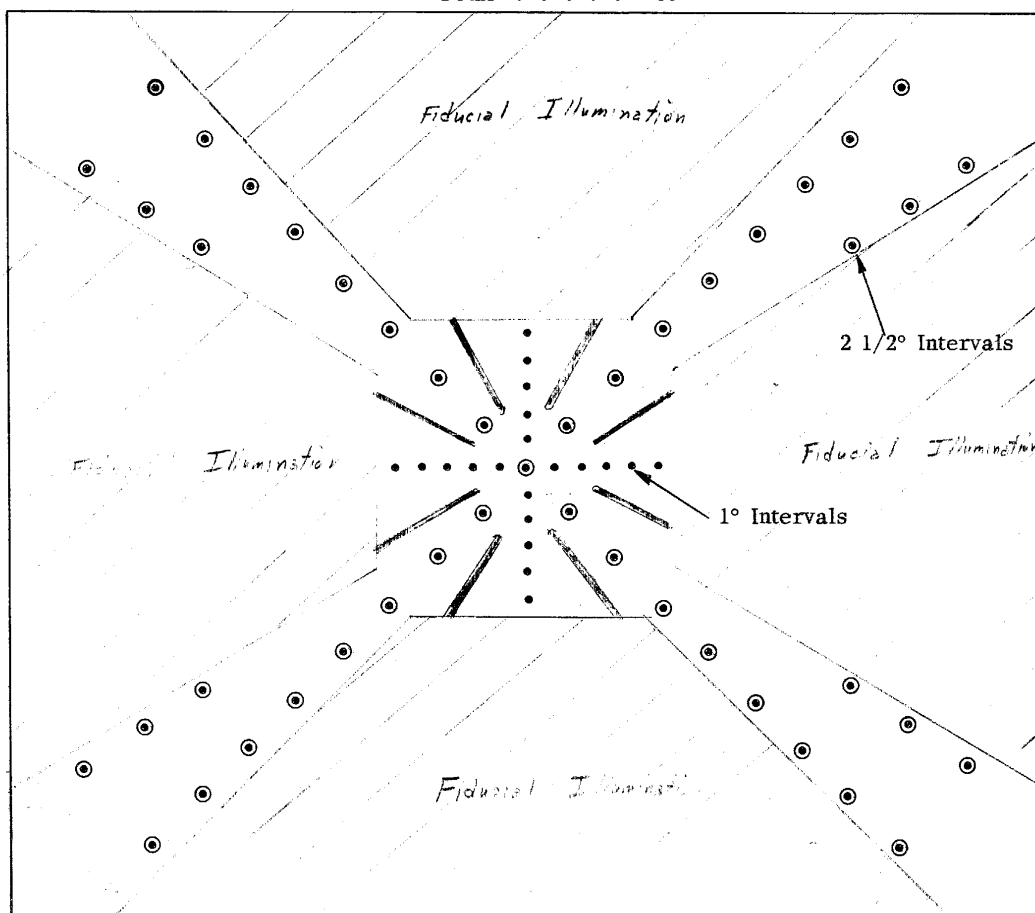 Fiducial Illumination
2 1/2° Intervals
Illumination
Fiducial Illumination
1° Intervals
Fiducial